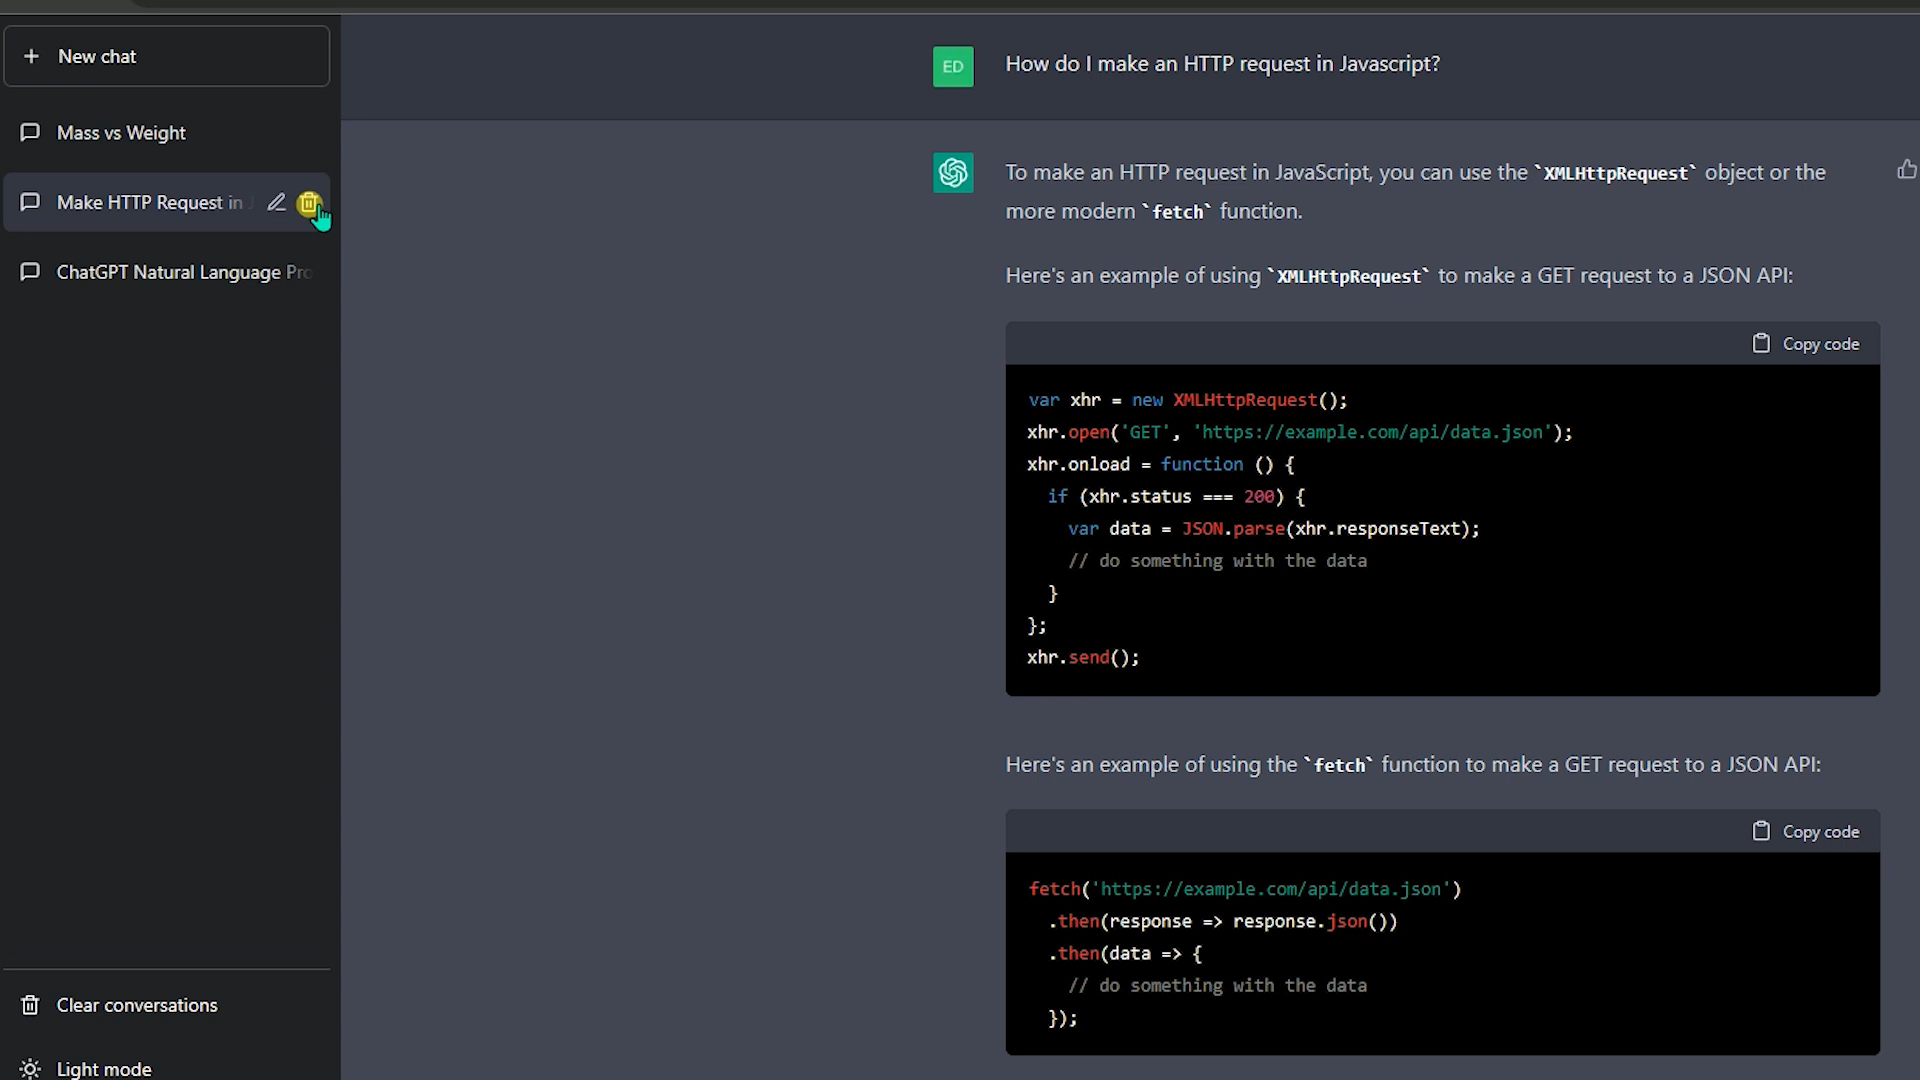 New chat
Mass vs Weight
Make HTTP Request in
ChatGPT Natural Language Pro
Clear conversations
Light mode
ED
How do I make an HTTP request in Javascript?
To make an HTTP request in JavaScript, you can use the `XMLHttpRequest` object or the
more modern `fetch` function.
Here's an example of using `XMLHttpRequest` to make a GET request to a JSON API:
Copy code
var xhr = new XMLHttpRequest();
xhr.open('GET', 'https://example.com/api/data.json');
xhr.onload = function () {
  if (xhr.status === 200) {
    var data = JSON.parse(xhr.responseText);
    // do something with the data
  }
};
xhr.send();
Here's an example of using the `fetch` function to make a GET request to a JSON API:
Copy code
fetch('https://example.com/api/data.json')
  .then(response => response.json())
  .then(data => {
    // do something with the data
  });